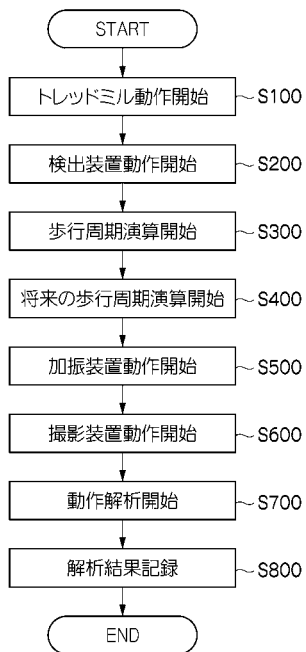 START
トレッドミル動作開始 ~S100
検出装置動作開始 ~S200
歩行周期演算開始 ~S300
将来の歩行周期演算開始 ~S400
加振装置動作開始 ~S500
撮影装置動作開始 ~S600
動作解析開始 ~S700
解析結果記録 ~S800
END